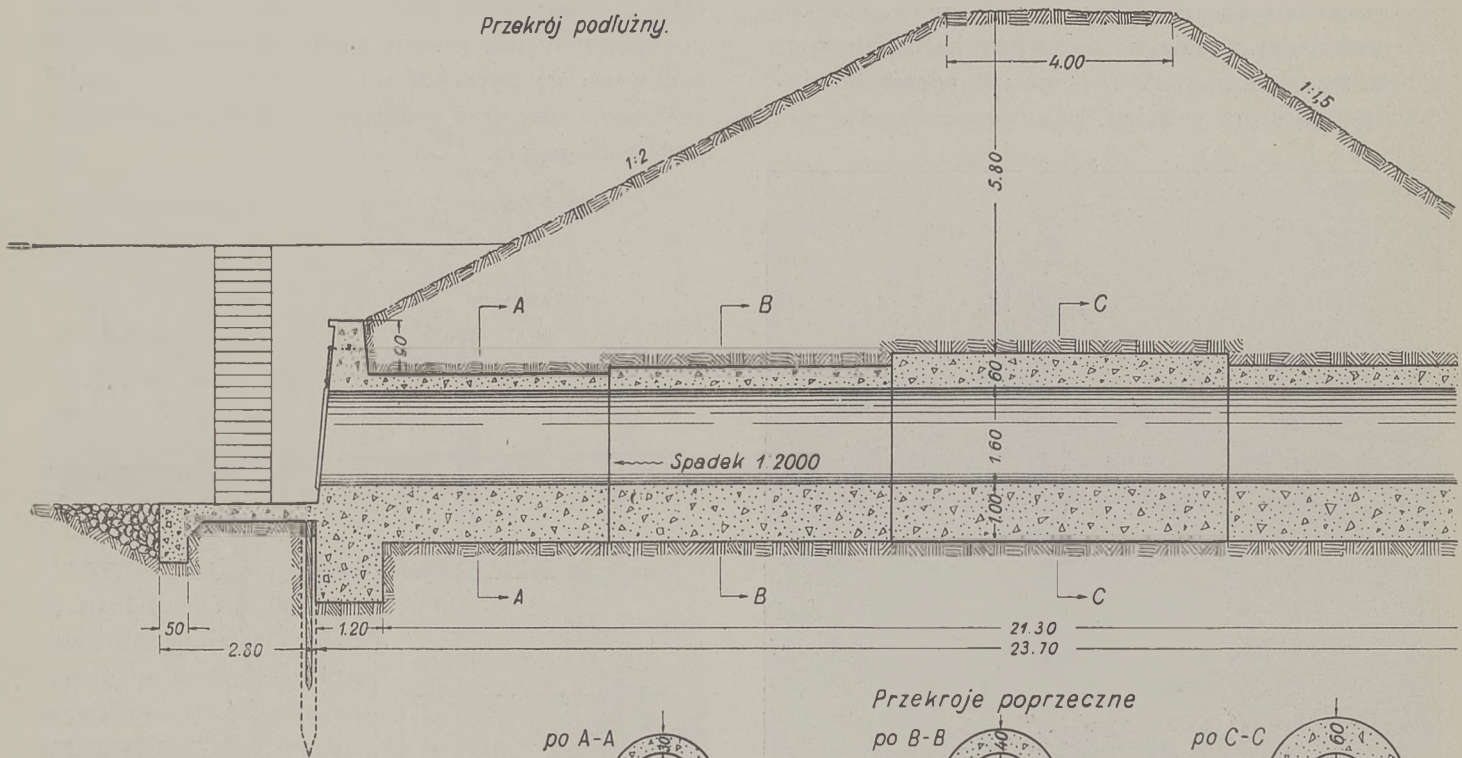 Przekrój podłużny.
4.00
1:1,5
1:2
5.80
A
B
C
90
60
1.60
Spadek 1:2000
1.00
A
B
C
50
1.20
21.30
2.80
23.70
Przekroje poprzeczne
po A-A
30
po B-B
40
po C-C
60